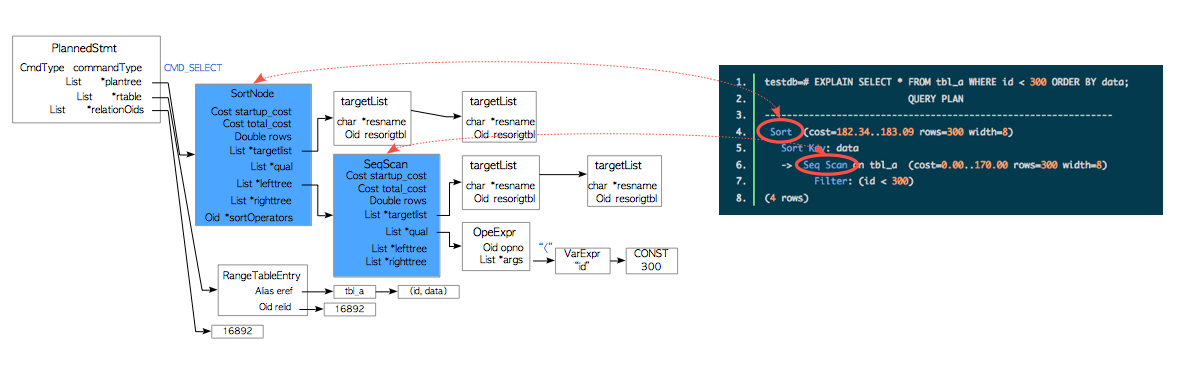 PlannedStmt
CmdType commandType
CMD_SELECT
List *plantree
List *rtable
List *relationOids
SortNode
Cost startup_cost
Cost total_cost
Double rows
List *targetlist
List *qual
List *lefttree
List *righttree
Oid *sortOperators
targetList
char *resname
Oid resorigtbl
targetList
char *resname
Oid resorigtbl
SeqScan
Cost startup_cost
Cost total_cost
Double rows
List *targetlist
List *qual
List *lefttree
List *righttree
targetList
char *resname
Oid resorigtbl
targetList
char *resname
Oid resorigtbl
OpeExpr
Oid opno
List *args
"〈"
VarExpr
"id"
CONST
300
RangeTableEntry
Alias eref
Oid relid
tbl_a
(id, data)
16892
16892
1. testdb=# EXPLAIN SELECT * FROM tbl_a WHERE id < 300 ORDER BY data;
2. QUERY PLAN
3. ---------------------------------------------------------------
4. Sort (cost=182.34..183.09 rows=300 width=8)
5. Sort Key: data
6. -> Seq Scan on tbl_a (cost=0.00..170.00 rows=300 width=8)
7. Filter: (id < 300)
8. (4 rows)